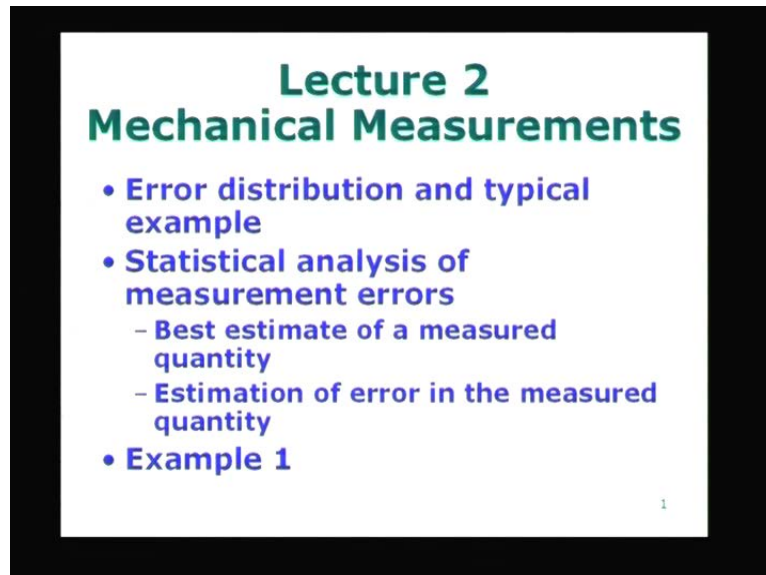 Lecture 2
Mechanical Measurements
• Error distribution and typical
example
• Statistical analysis of
measurement errors
– Best estimate of a measured
quantity
– Estimation of error in the measured
quantity
• Example 1
1